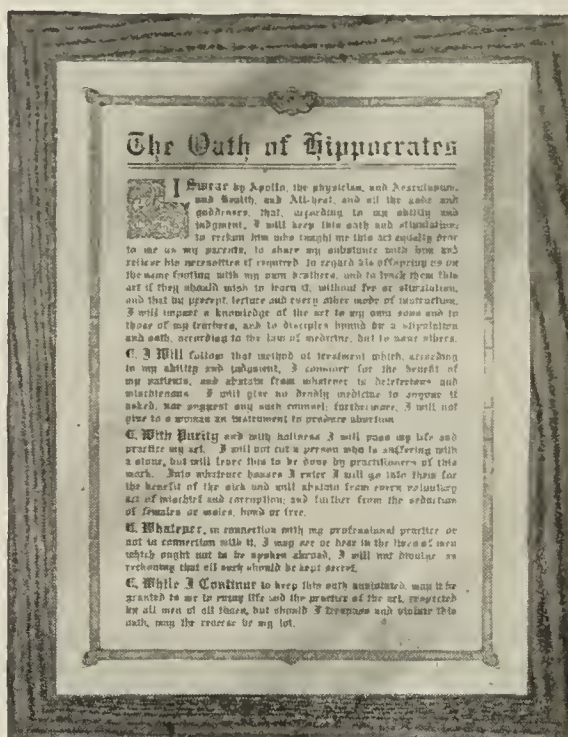 The Oath of Hippocrates
I Swear by Apollo, the physician, and Aesculapius,
and Health, and All-heal, and all the gods and
goddesses, that, according to my ability and
judgment, I will keep this oath and stipulation;
to reckon him who taught me this art equally dear
to me as my parents, to share my substance with him and
relieve his necessities if required, to regard his offspring as on
the same footing with my own brothers, and to teach them this
art if they should wish to learn it, without fee or stipulation,
and that by precept, lecture and every other mode of instruction,
I will impart a knowledge of the art to my own sons and to
those of my teachers, and to disciples bound by a stipulation
and oath, according to the law of medicine, but to none others.
I Will follow that method of treatment which, according
to my ability and judgment, I consider for the benefit of
my patients, and abstain from whatever is deleterious and
mischievous. I will give no deadly medicine to anyone if
asked, nor suggest any such counsel; furthermore, I will not
give to a woman an instrument to produce abortion.
With Purity and with holiness I will pass my life and
practice my art. I will not cut a person who is suffering with
a stone, but will leave this to be done by practitioners of this
work. Into whatever houses I enter I will go into them for
the benefit of the sick and will abstain from every voluntary
act of mischief and corruption; and further from the seduction
of females or males, bond or free.
Whatever, in connection with my professional practice or
not in connection with it, I may see or hear in the lives of men
which ought not to be spoken abroad, I will not divulge as
reckoning that all such should be kept secret.
While I Continue to keep this oath unviolated, may it be
granted to me to enjoy life and the practice of the art, respected
by all men at all times, but should I trespass and violate this
oath, may the reverse be my lot.